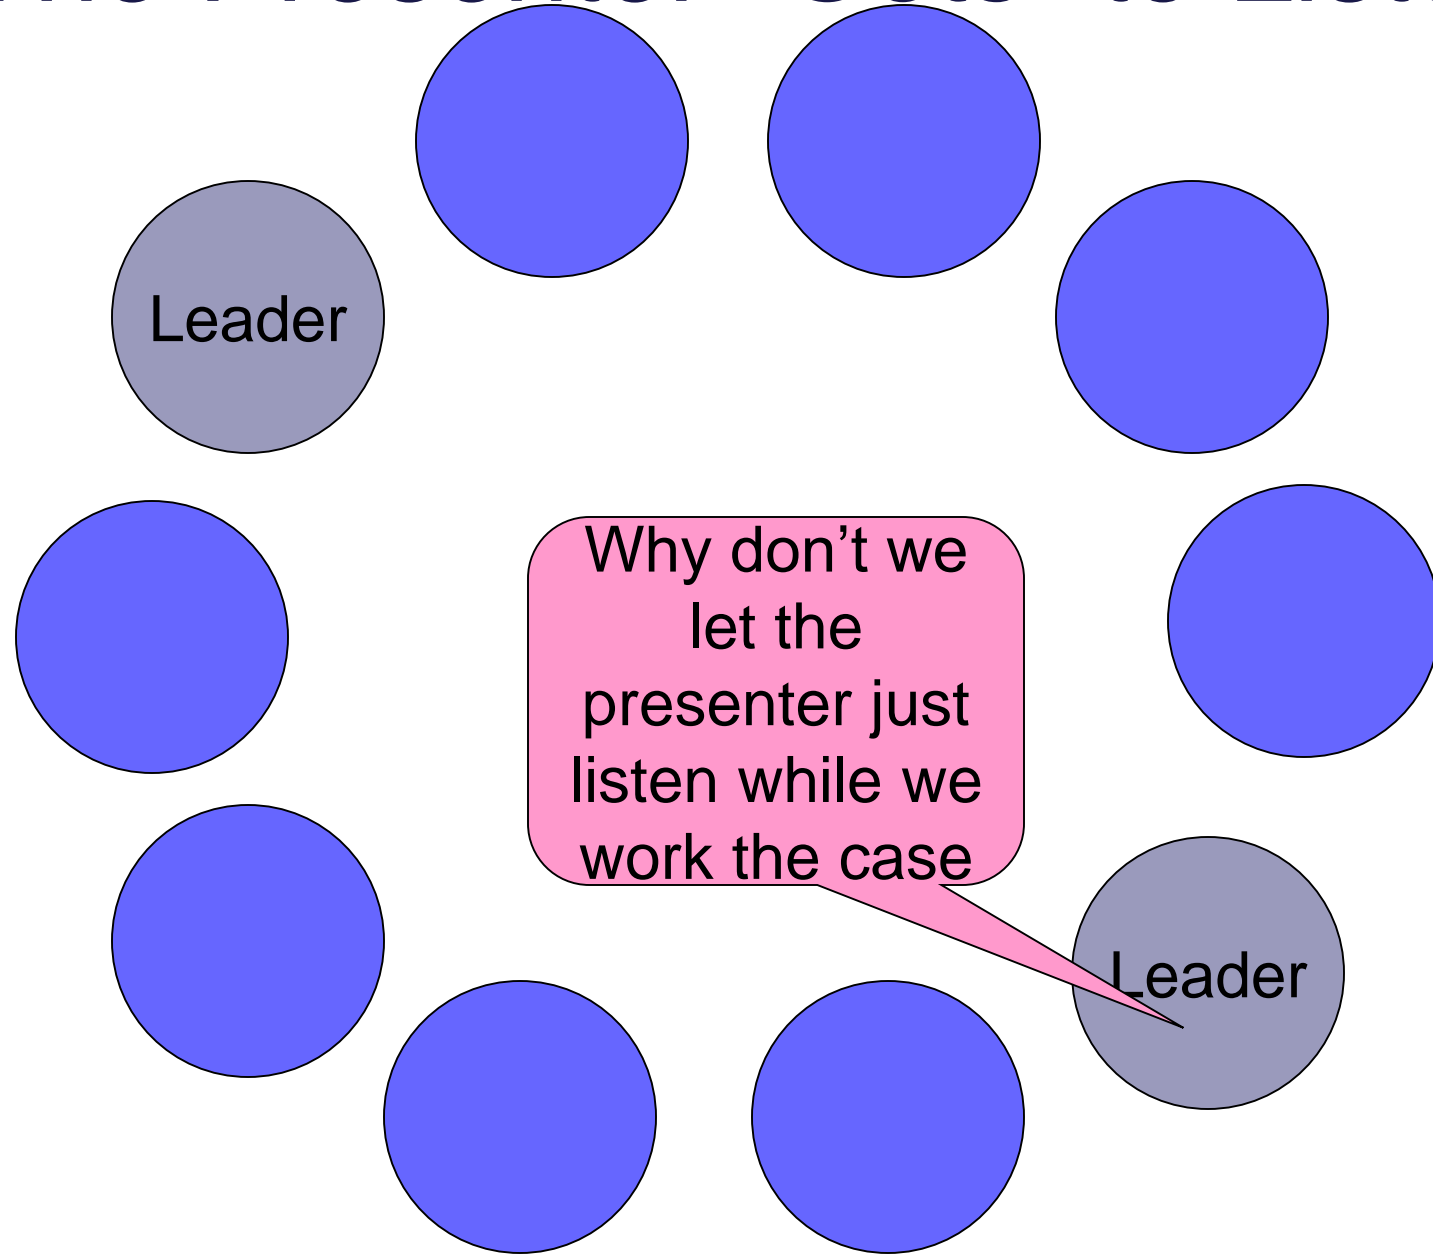 Leader
Why don’t we
let the
presenter just
listen while we
work the case
Leader